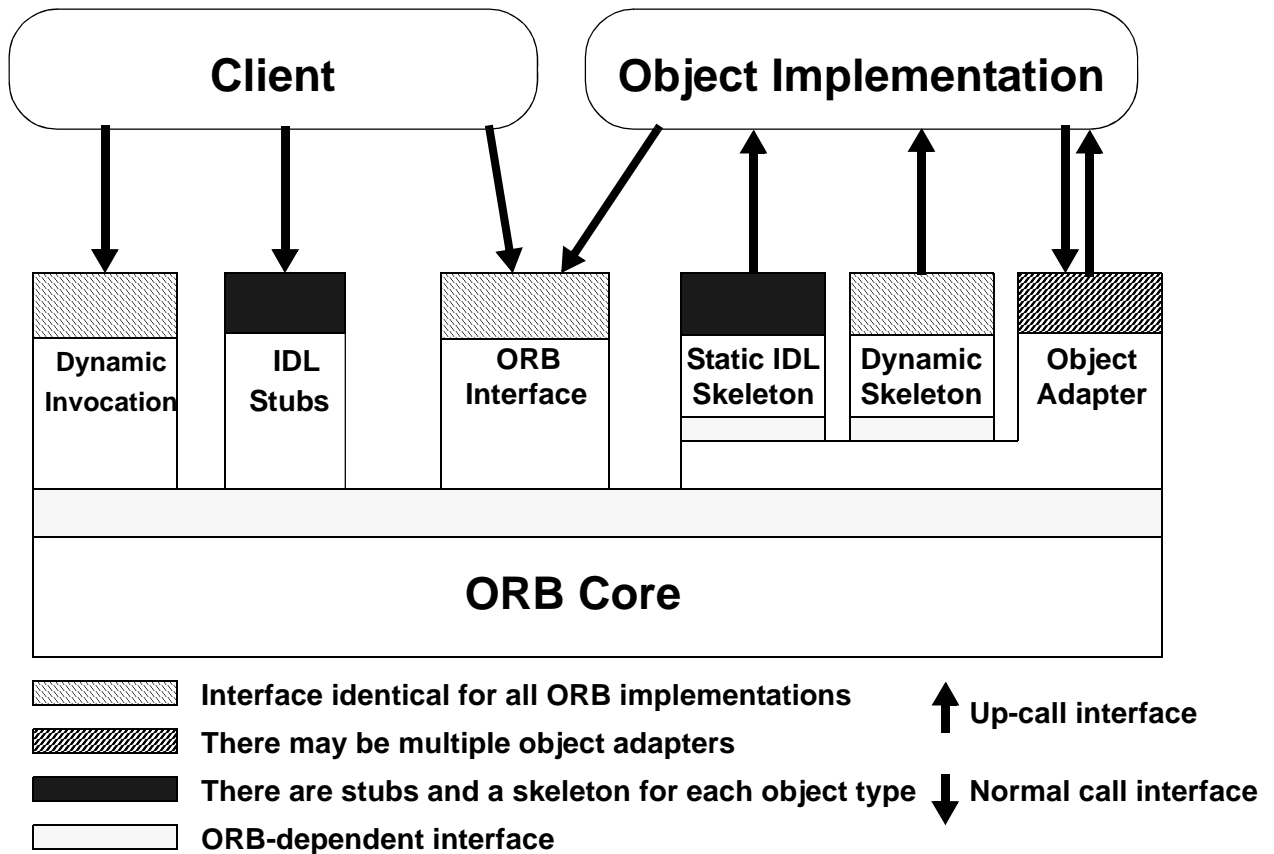 Client
Object Implementation
Dynamic
Invocation
IDL
Stubs
ORB
Interface
Static IDL
Skeleton
Dynamic
Skeleton
Object
Adapter
ORB Core
Interface identical for all ORB implementations
There may be multiple object adapters
There are stubs and a skeleton for each object type
ORB-dependent interface
Up-call interface
Normal call interface